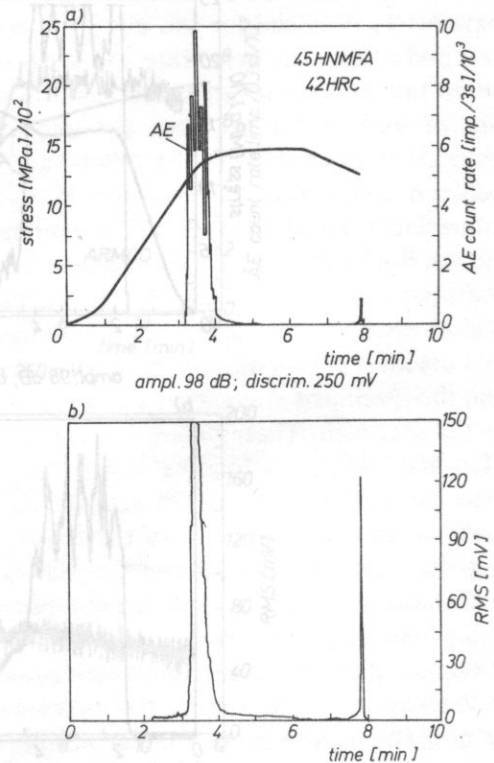 a)
45HNMFA
42HRC
AE
stress [MPa]/10²
25
20
15
10
5
0
10
8
6
4
2
0
AE count rate [imp./3s]/10³
0 2 4 6 8 10
time [min]
ampl. 98 dB; discrim. 250 mV
b)
150
120
90
60
30
0
RMS [mV]
0 2 4 6 8 10
time [min]